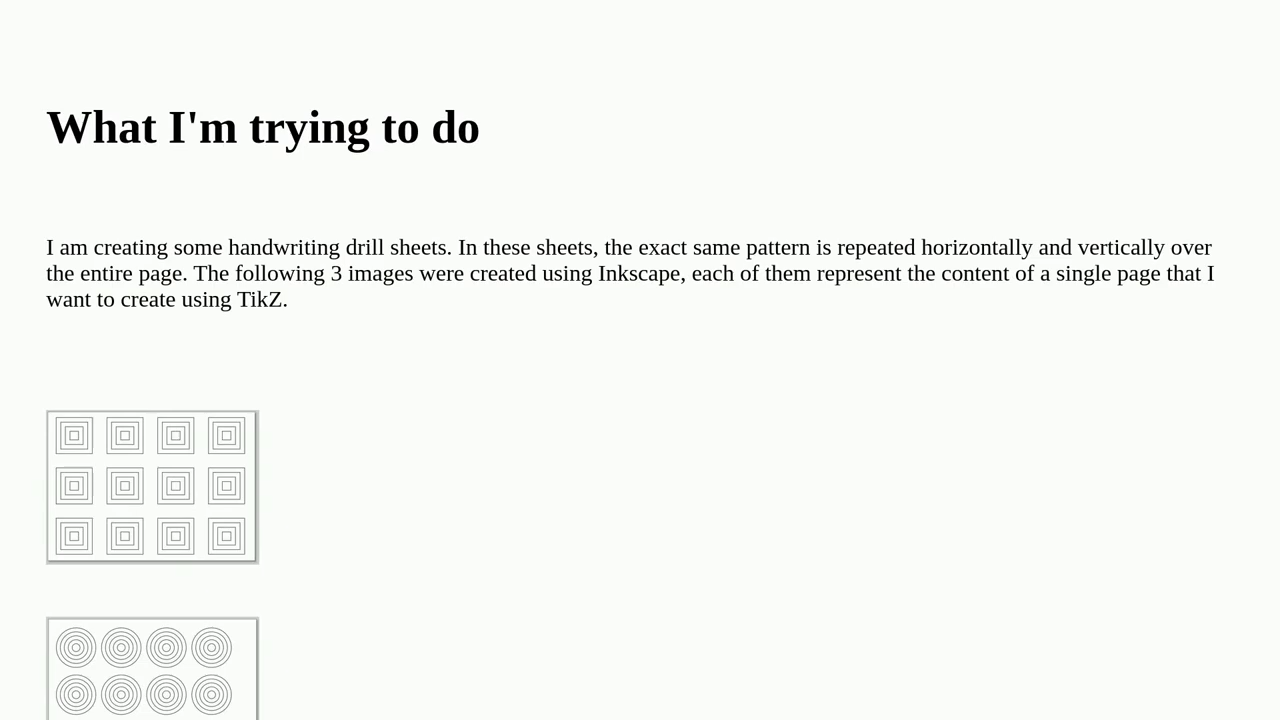 What I'm trying to do
I am creating some handwriting drill sheets. In these sheets, the exact same pattern is repeated horizontally and vertically over
the entire page. The following 3 images were created using Inkscape, each of them represent the content of a single page that I
want to create using TikZ.